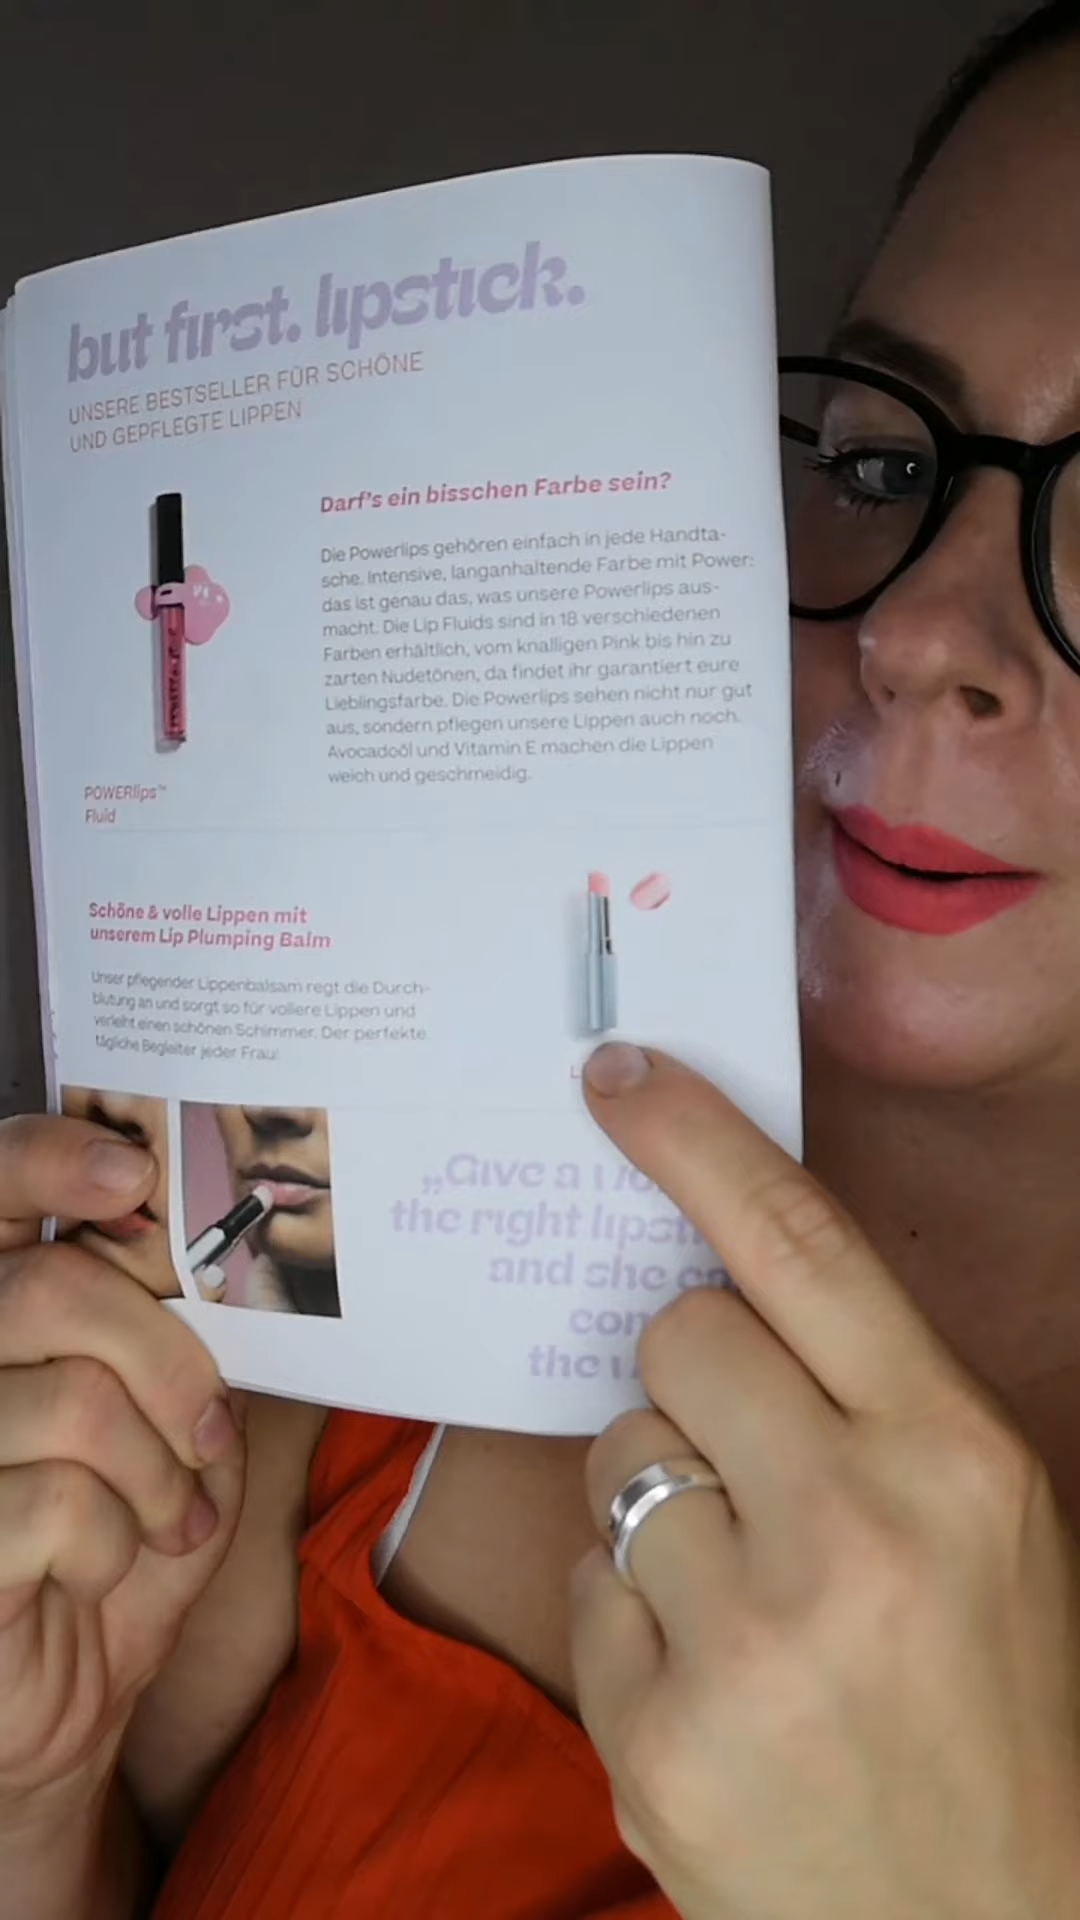 but first. lipstick.
UNSERE BESTSELLER FÜR SCHÖNE
UND GEPFLEGTE LIPPEN
Darf's ein bisschen Farbe sein?
Die Powerlips gehören einfach in jede Handta-
sche. Intensive, langanhaltende Farbe mit Power:
das ist genau das, was unsere Powerlips aus-
macht. Die Lip Fluids sind in 18 verschiedenen
Farben erhältlich, vom knalligen Pink bis hin zu
zarten Nudetönen, da findet ihr garantiert eure
Lieblingsfarbe. Die Powerlips sehen nicht nur gut
aus, sondern pflegen unsere Lippen auch noch.
Avocadoöl und Vitamin E machen die Lippen
weich und geschmeidig.
POWERlips™
Fluid
Schöne & volle Lippen mit
unserem Lip Plumping Balm
Unser pflegender Lippenbalsam regt die Durch-
blutung an und sorgt so für vollere Lippen und
verleiht einen schönen Schimmer. Der perfekte
tägliche Begleiter jeder Frau!
„Give a
the right
and she
the